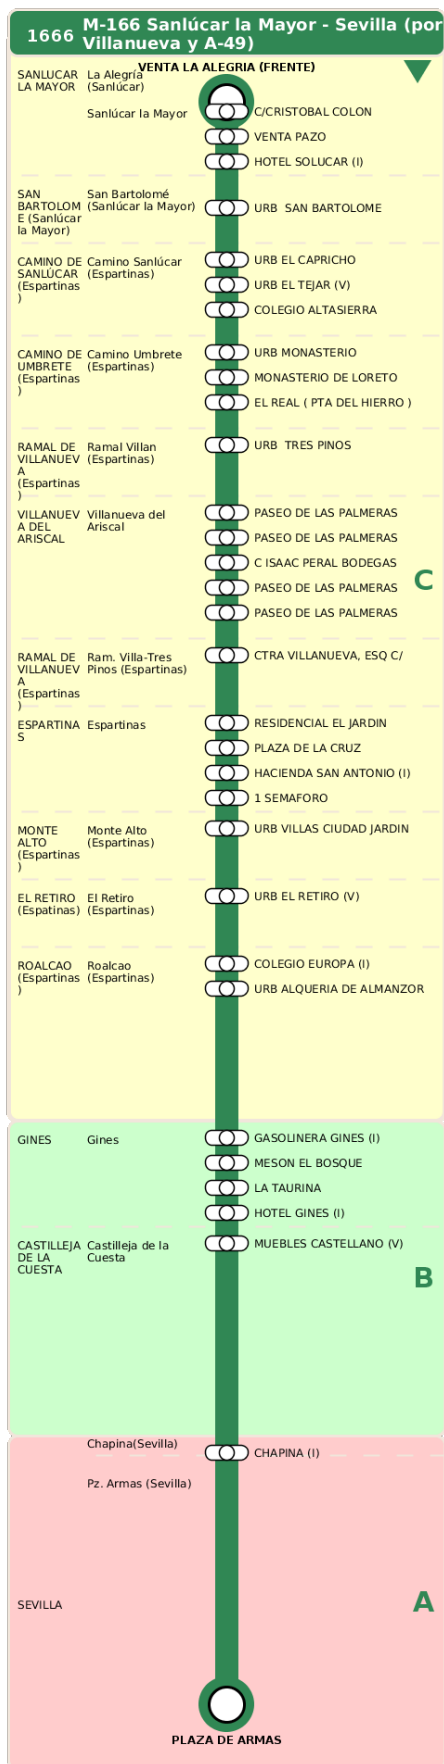 1666
M-166 Sanlúcar la Mayor - Sevilla (por
Villanueva y A-49)
VENTA LA ALEGRIA (FRENTE)
SANLUCAR
LA MAYOR
La Alegría
(Sanlúcar)
Sanlúcar la Mayor
C/CRISTOBAL COLON
VENTA PAZO
HOTEL SOLUCAR (I)
SAN
BARTOLOM
E (Sanlúcar
la Mayor)
San Bartolomé
(Sanlúcar la Mayor)
URB SAN BARTOLOME
CAMINO DE
SANLÚCAR
(Espartinas
)
Camino Sanlúcar
(Espartinas)
URB EL CAPRICHO
URB EL TEJAR (V)
COLEGIO ALTASIERRA
CAMINO DE
UMBRETE
(Espartinas
)
Camino Umbrete
(Espartinas)
URB MONASTERIO
MONASTERIO DE LORETO
EL REAL ( PTA DEL HIERRO )
RAMAL DE
VILLANUEV
A
(Espartinas
)
Ramal Villan
(Espartinas)
URB TRES PINOS
VILLANUEV
A DEL
ARISCAL
Villanueva del
Ariscal
PASEO DE LAS PALMERAS
PASEO DE LAS PALMERAS
C ISAAC PERAL BODEGAS
PASEO DE LAS PALMERAS
PASEO DE LAS PALMERAS
C
RAMAL DE
VILLANUEV
A
(Espartinas
)
Ram. Villa-Tres
Pinos (Espartinas)
CTRA VILLANUEVA, ESQ C/
ESPARTINA
S
Espartinas
RESIDENCIAL EL JARDIN
PLAZA DE LA CRUZ
HACIENDA SAN ANTONIO (I)
1 SEMAFORO
MONTE
ALTO
(Espartinas
)
Monte Alto
(Espartinas)
URB VILLAS CIUDAD JARDIN
EL RETIRO
(Espatinas)
El Retiro
(Espartinas)
URB EL RETIRO (V)
ROALCAO
(Espartinas
)
Roalcao
(Espartinas)
COLEGIO EUROPA (I)
URB ALQUERIA DE ALMANZOR
GINES
Gines
GASOLINERA GINES (I)
MESON EL BOSQUE
LA TAURINA
HOTEL GINES (I)
CASTILLEJA
DE LA
CUESTA
Castilleja de la
Cuesta
MUEBLES CASTELLANO (V)
B
Chapina(Sevilla)
CHAPINA (I)
Pz. Armas (Sevilla)
SEVILLA
A
PLAZA DE ARMAS